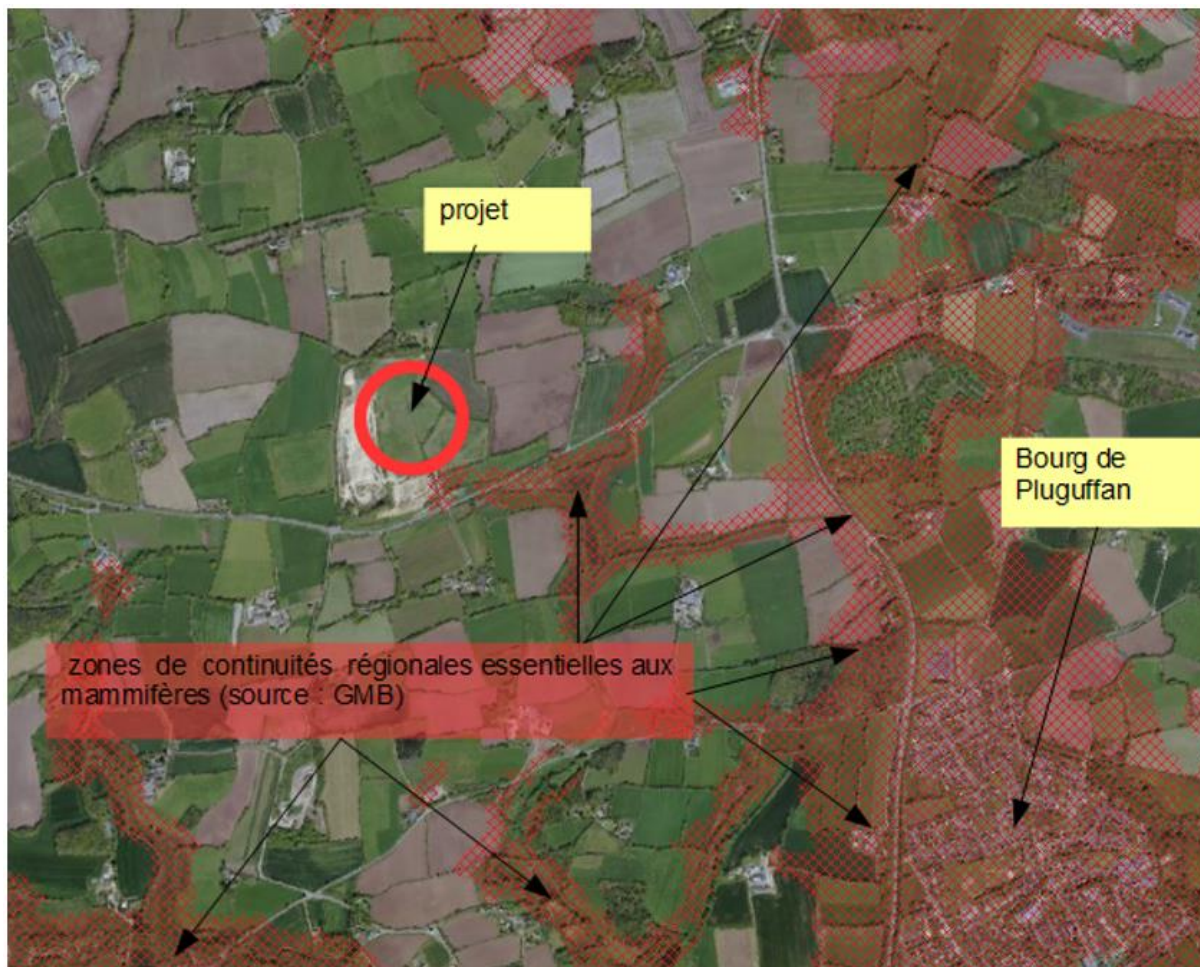 projet
Bourg de
Pluguffan
zones de continuités régionales essentielles aux
mammifères (source : GMB)